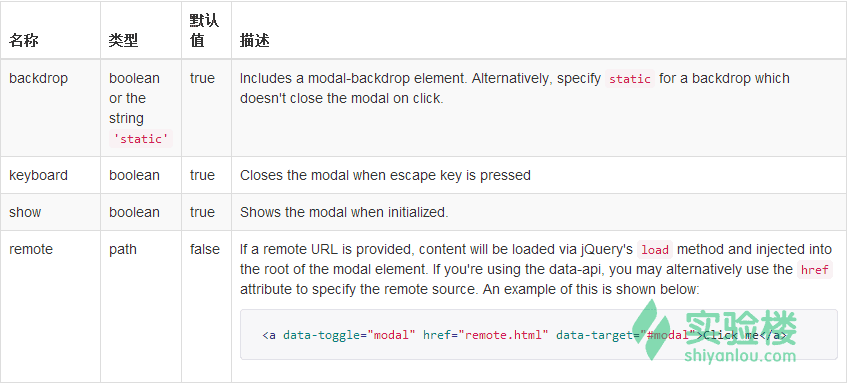 名称 类型 默认值 描述
backdrop boolean or the string 'static' true Includes a modal-backdrop element. Alternatively, specify static for a backdrop which
doesn't close the modal on click.
keyboard boolean true Closes the modal when escape key is pressed
show boolean true Shows the modal when initialized.
remote path false If a remote URL is provided, content will be loaded via jQuery's load method and injected into
the root of the modal element. If you're using the data-api, you may alternatively use the href
attribute to specify the remote source. An example of this is shown below:
<a data-toggle="modal" href="remote.html" data-target="#modal">Click me</a>
实验楼
shiyanlou.com